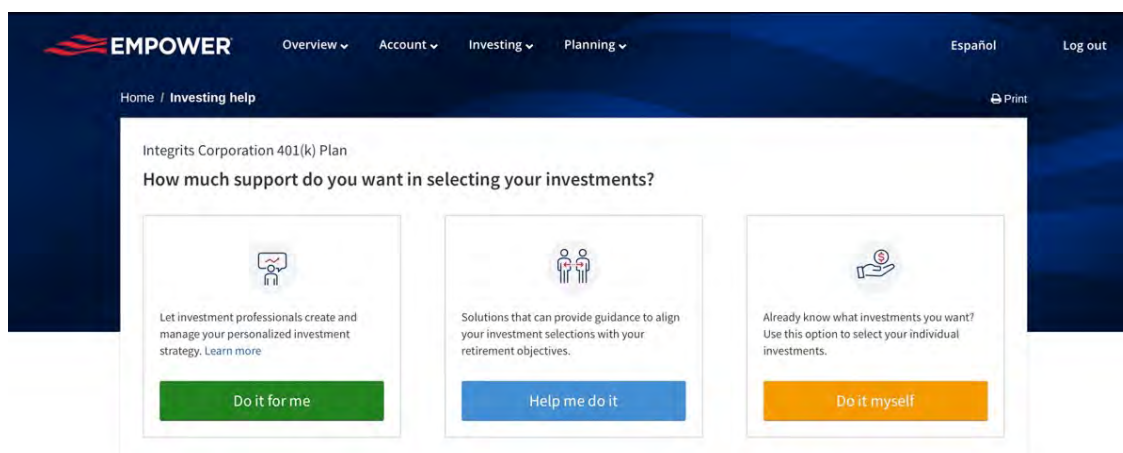 EMPOWER
Overview
Account
Investing
Planning
Español
Log out
Home / Investing help
Print
Integrits Corporation 401(k) Plan
How much support do you want in selecting your investments?
Let investment professionals create and
manage your personalized investment
strategy. Learn more
Do it for me
Solutions that can provide guidance to align
your investment selections with your
retirement objectives.
Help me do it
$
Already know what investments you want?
Use this option to select your individual
investments.
Do it myself